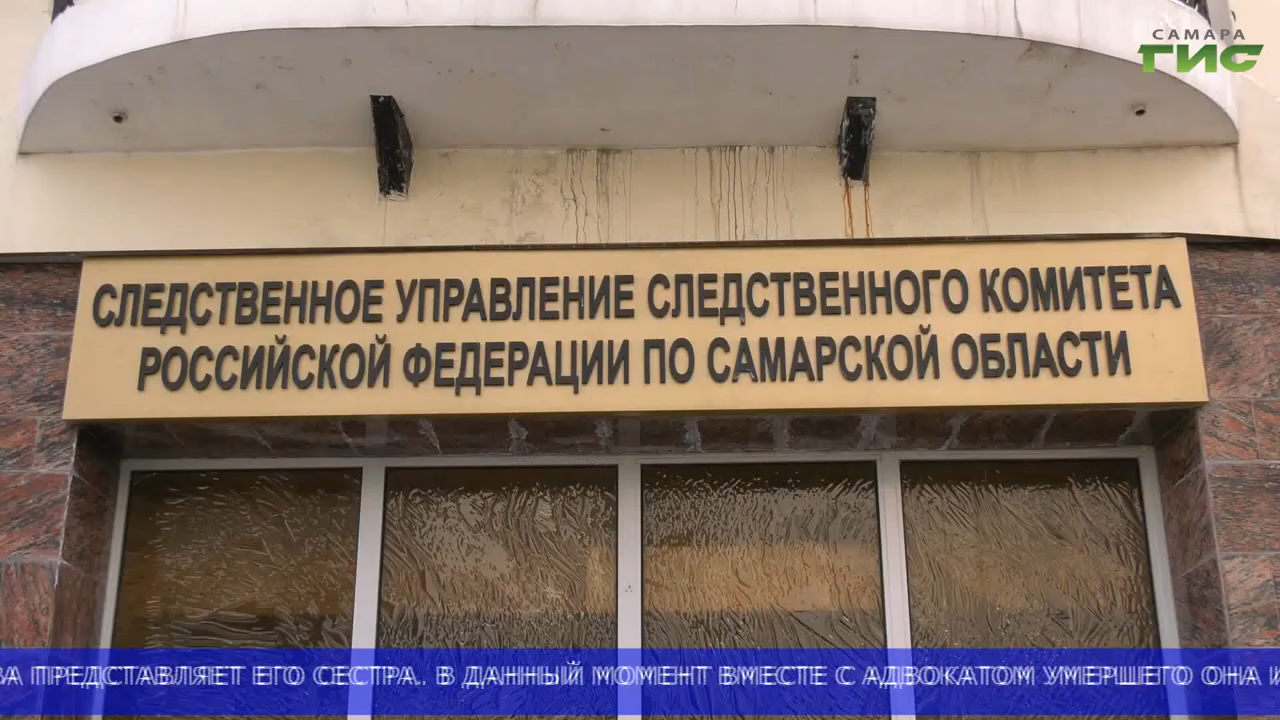 САМАРА
ГИС
СЛЕДСТВЕННОЕ УПРАВЛЕНИЕ СЛЕДСТВЕННОГО КОМИТЕТА
РОССИЙСКОЙ ФЕДЕРАЦИИ ПО САМАРСКОЙ ОБЛАСТИ
ВА ПРЕДСТАВЛЯЕТ ЕГО СЕСТРА. В ДАННЫЙ МОМЕНТ ВМЕСТЕ С АДВОКАТОМ УМЕРШЕГО ОНА И